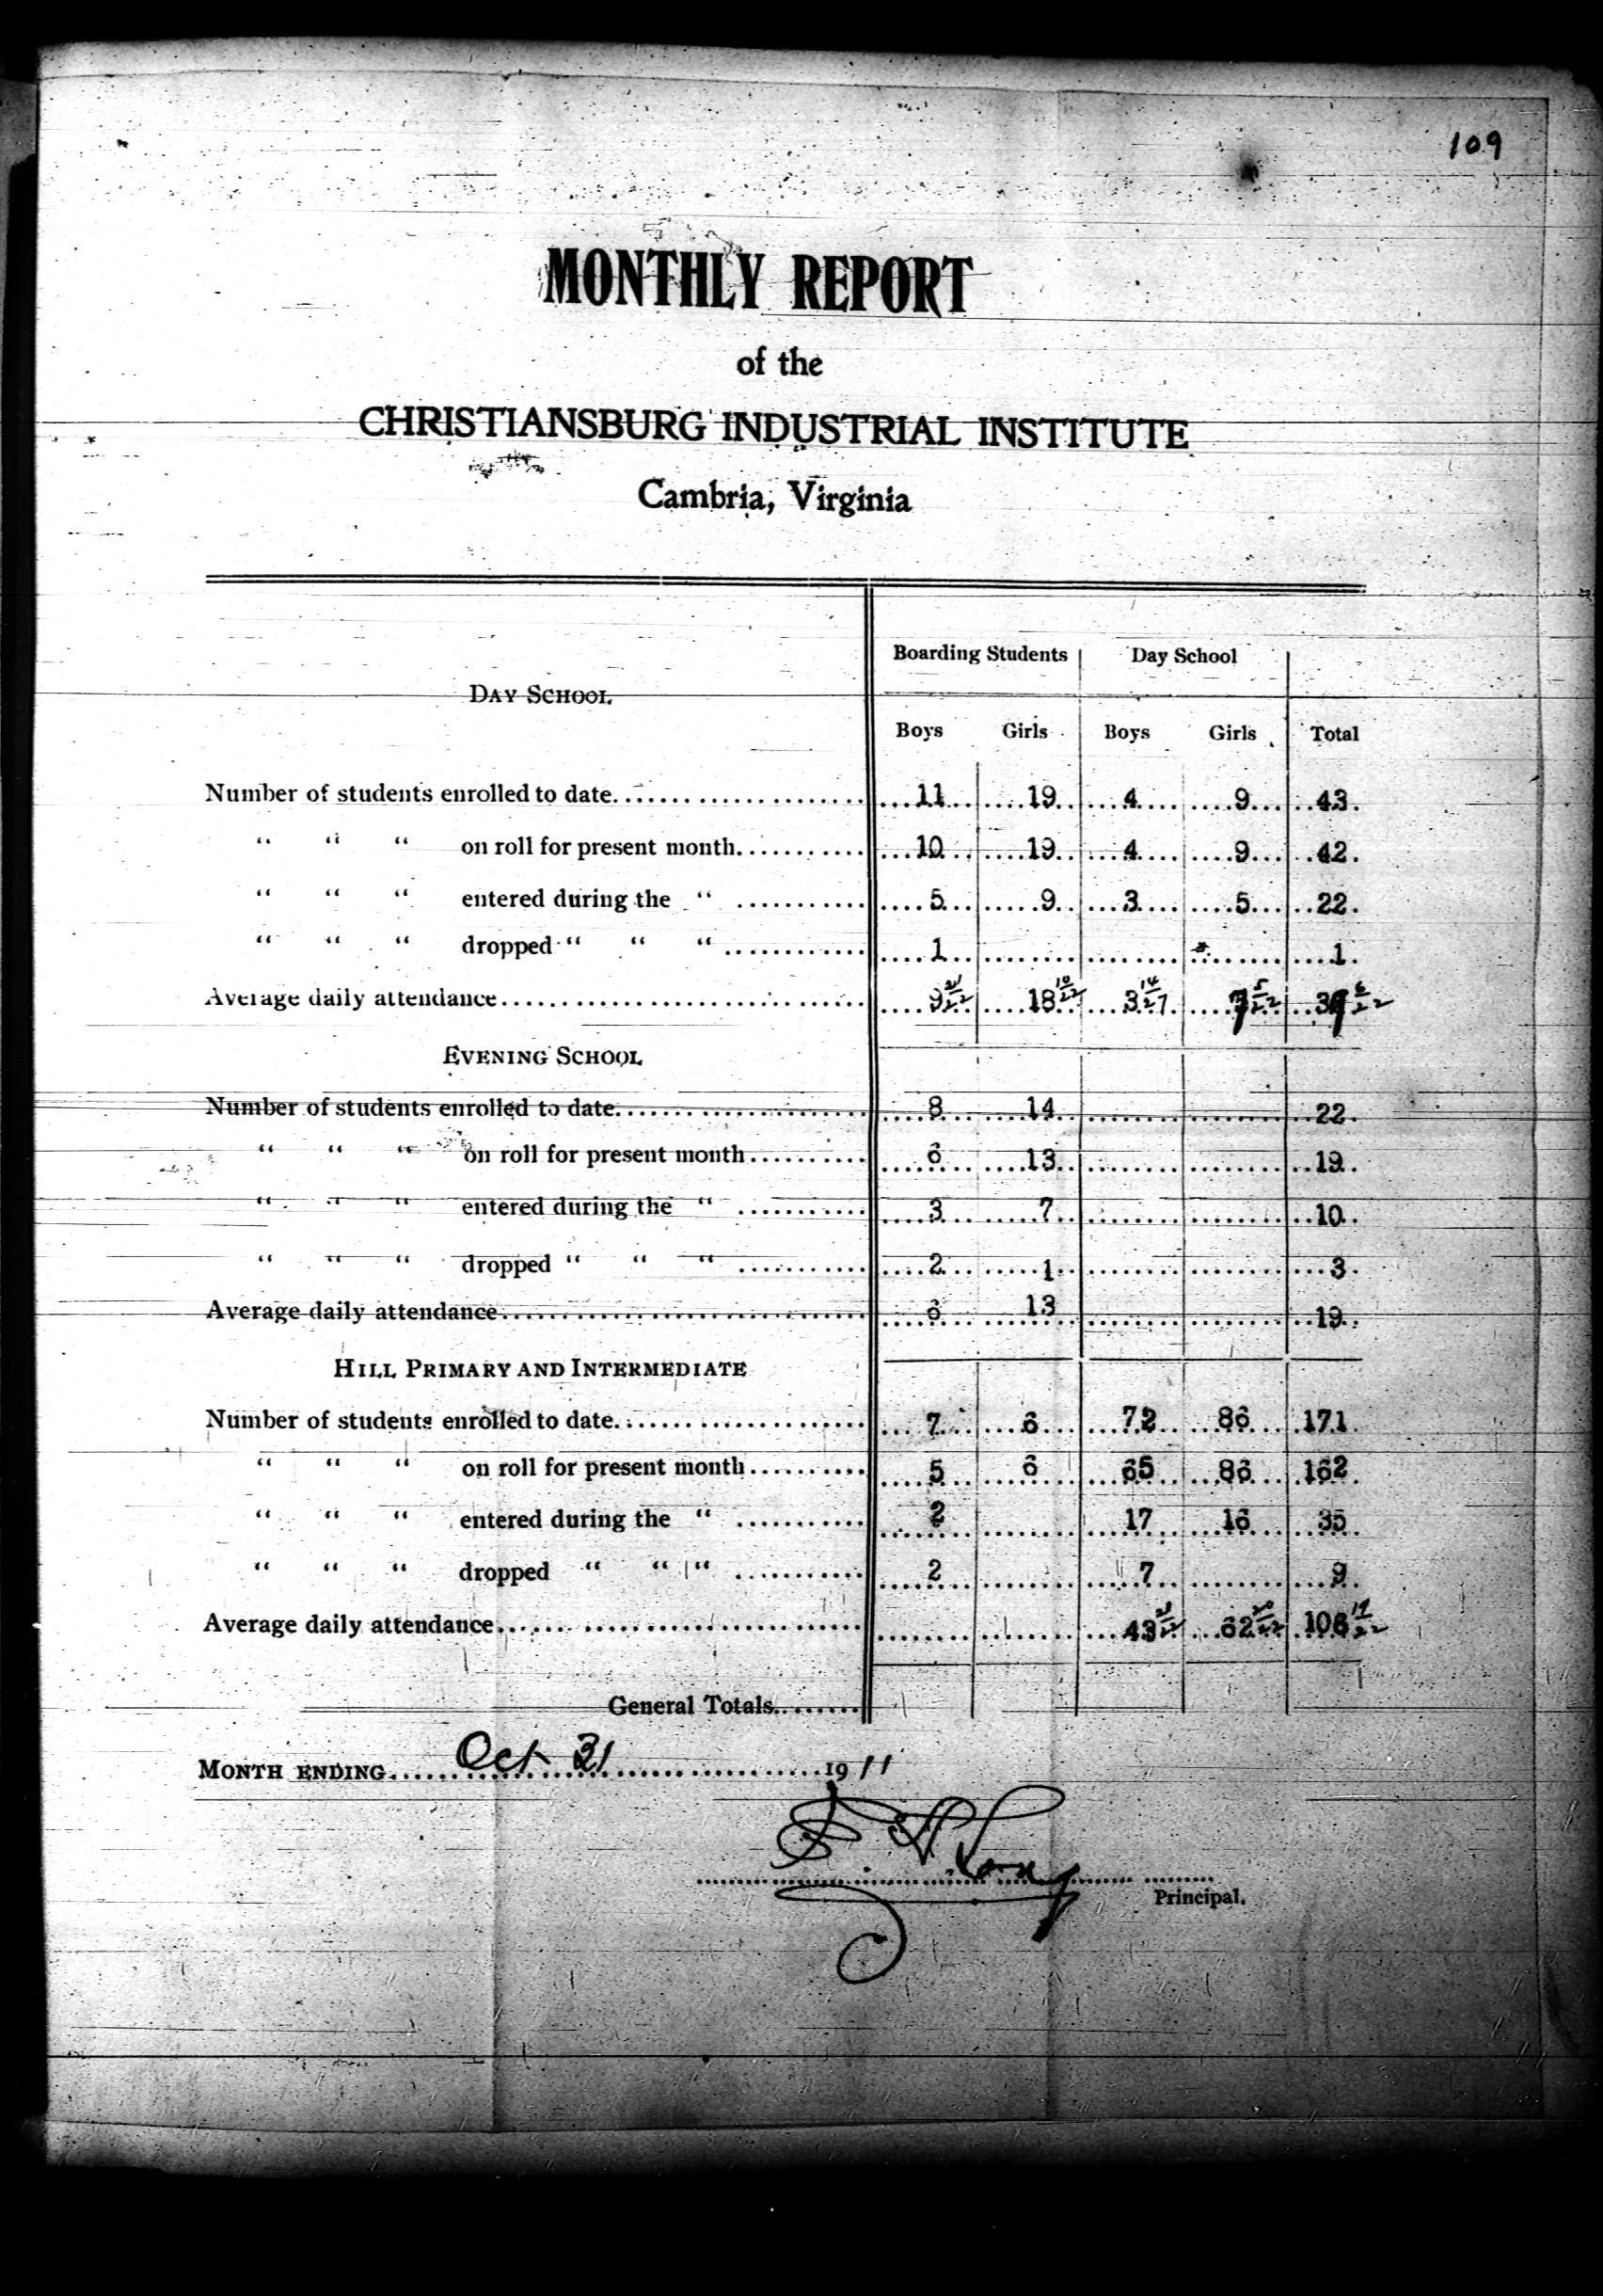 109
MONTHLY REPORT
of the
CHRISTIANSBURG INDUSTRIAL INSTITUTE
Cambria, Virginia
Boarding Students Day School
DAY SCHOOL
Boys Girls Boys Girls Total
Number of students enrolled to date 11 19 4 9 43
" " " on roll for present month 10 19 4 9 42
" " " entered during the " 5 9 3 5 22
" " " dropped " " " 1 1
Average daily attendance 18 3 7
EVENING SCHOOL
Number of students enrolled to date 8 14 22
" " " on roll for present month 6 13 19
" " " entered during the " 3 7 10
" " " dropped " " " 2 1 3
Average daily attendance 6 13 19
HILL PRIMARY AND INTERMEDIATE
Number of students enrolled to date 7 6 72 86 171
" " " on roll for present month 5 6 65 86 162
" " " entered during the " 2 17 16 35
" " " dropped " " " 2 7 9
Average daily attendance 43 62 106
General Totals
MONTH ENDING Oct 31 1911
Long
Principal.